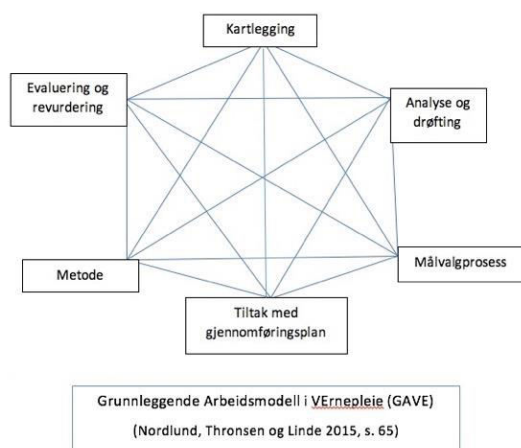 Kartlegging
Evaluering og
revurdering
Analyse og
drøfting
Metode
Målvalgprosess
Tiltak med
gjennomføringsplan
Grunnleggende Arbeidsmodell i VErnepleie (GAVE)
(Nordlund, Thronsen og Linde 2015, s. 65)